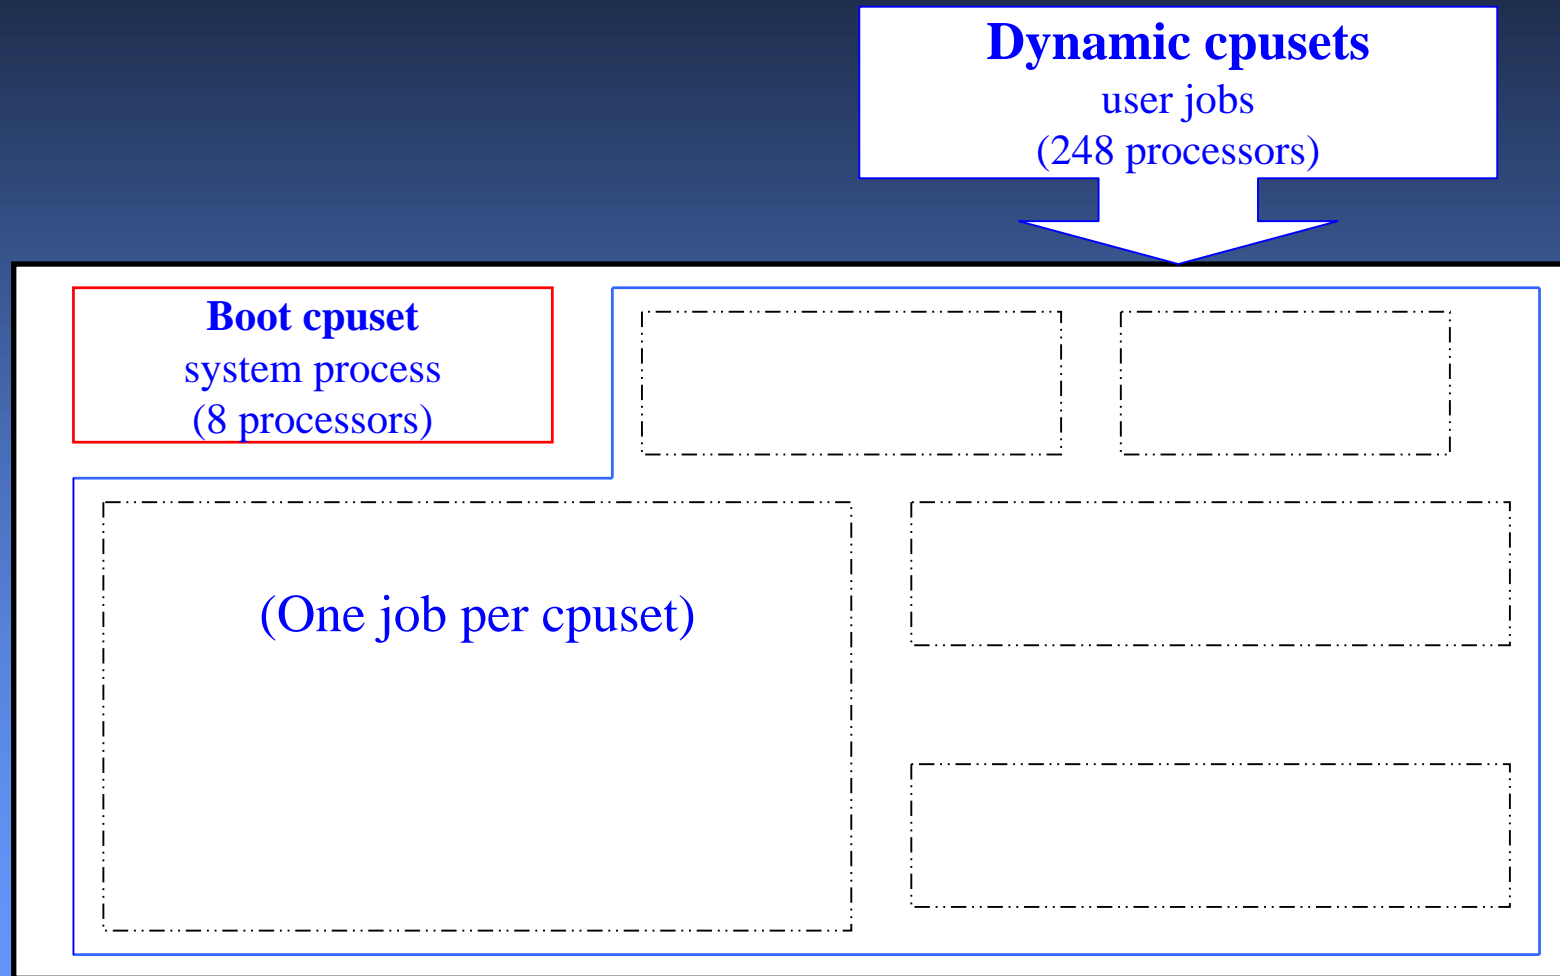 Dynamic cpusets
user jobs
(248 processors)
Boot cpuset
system process
(8 processors)
(One job per cpuset)